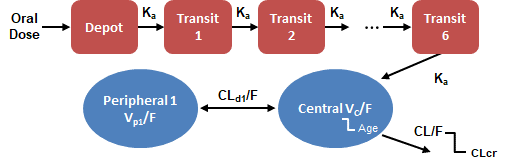 Oral
Dose
Depot
Ka
Transit
1
Ka
Transit
2
Ka
...
Ka
Transit
6
Ka
Peripheral 1
Vp1/F
CLd1/F
Central Vc/F
Age
CL/F
CLcr